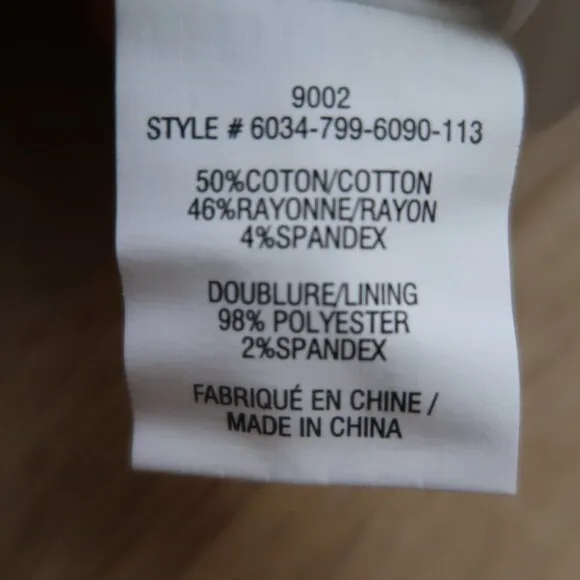 9002
STYLE # 6034-799-6090-113
50%COTON/COTTON
46%RAYONNE/RAYON
4%SPANDEX
DOUBLURE/LINING
98% POLYESTER
2%SPANDEX
FABRIQUÉ EN CHINE /
MADE IN CHINA